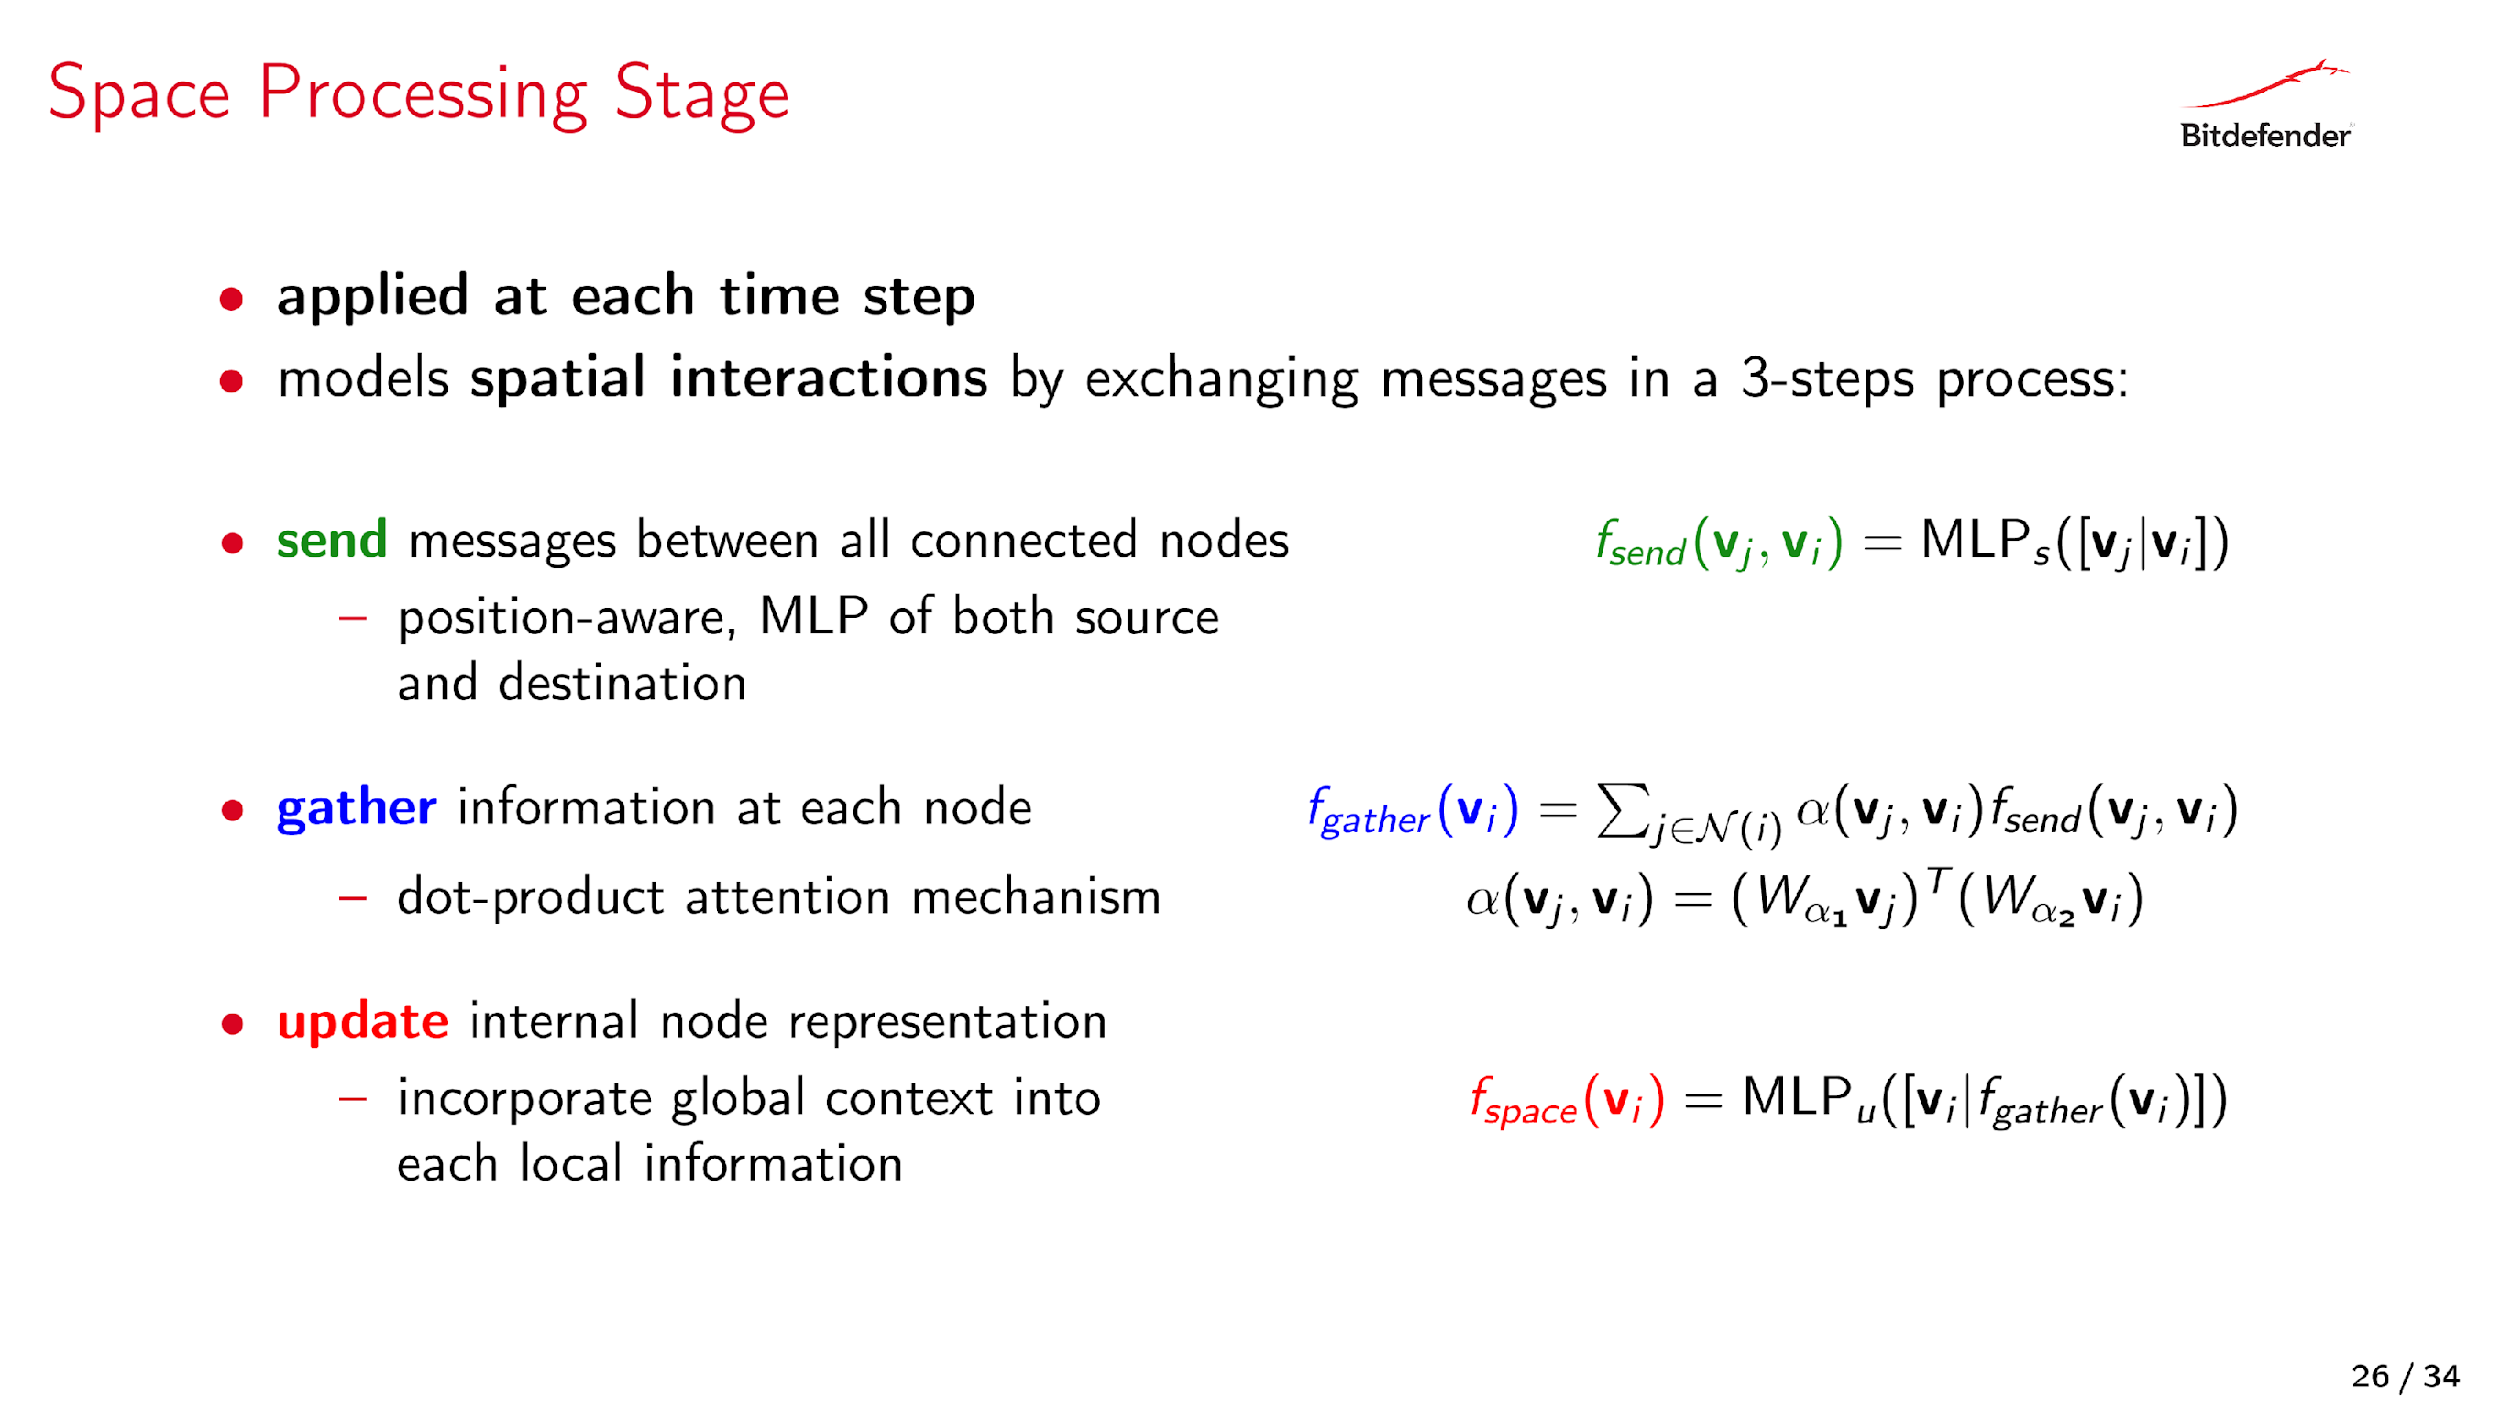 Space Processing Stage
Bitdefender
• applied at each time step
• models spatial interactions by exchanging messages in a 3-steps process:
• send messages between all connected nodes f_send(v_j, v_i) = MLP_s([v_j|v_i])
– position-aware, MLP of both source
and destination
• gather information at each node f_gather(v_i) = ∑_{j∈𝒩(i)} α(v_j, v_i)f_send(v_j, v_i)
– dot-product attention mechanism α(v_j, v_i) = (W_{α_1}v_j)^T(W_{α_2}v_i)
• update internal node representation
– incorporate global context into f_space(v_i) = MLP_u([v_i|f_gather(v_i)])
each local information
26 / 34